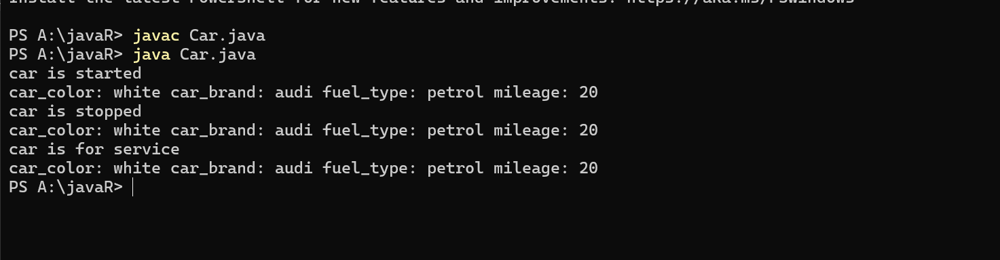 Install the latest PowerShell for new features and improvements! https://aka.ms/PSWindows
PS A:\javaR> javac Car.java
PS A:\javaR> java Car.java
car is started
car_color: white car_brand: audi fuel_type: petrol mileage: 20
car is stopped
car_color: white car_brand: audi fuel_type: petrol mileage: 20
car is for service
car_color: white car_brand: audi fuel_type: petrol mileage: 20
PS A:\javaR>